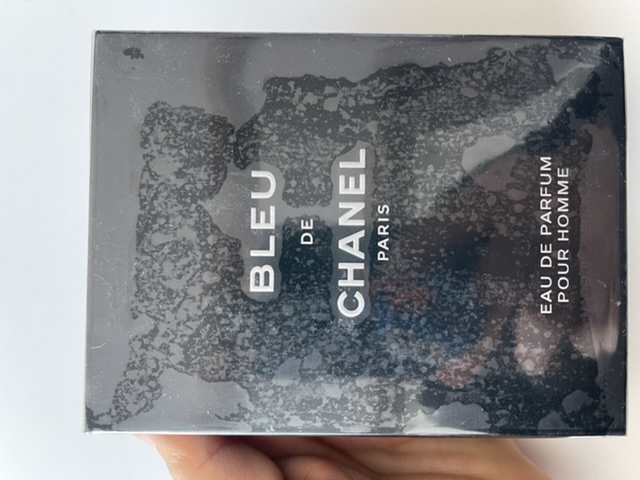 BLEU
DE
CHANEL
PARIS
EAU DE PARFUM
POUR HOMME